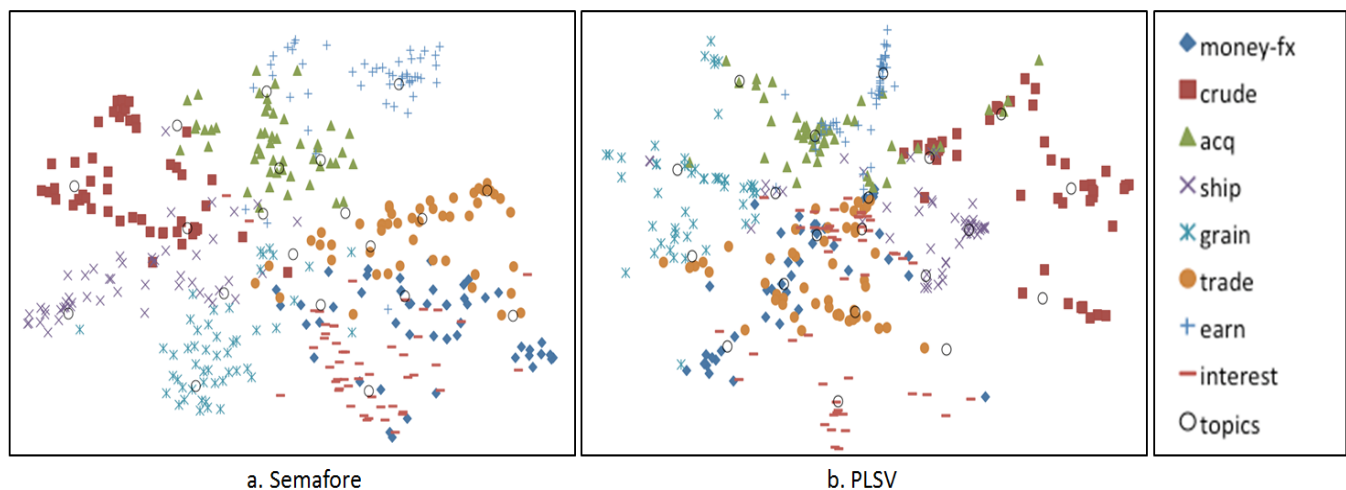 money-fx
crude
acq
ship
grain
trade
earn
interest
topics
a. Semafore
b. PLSV